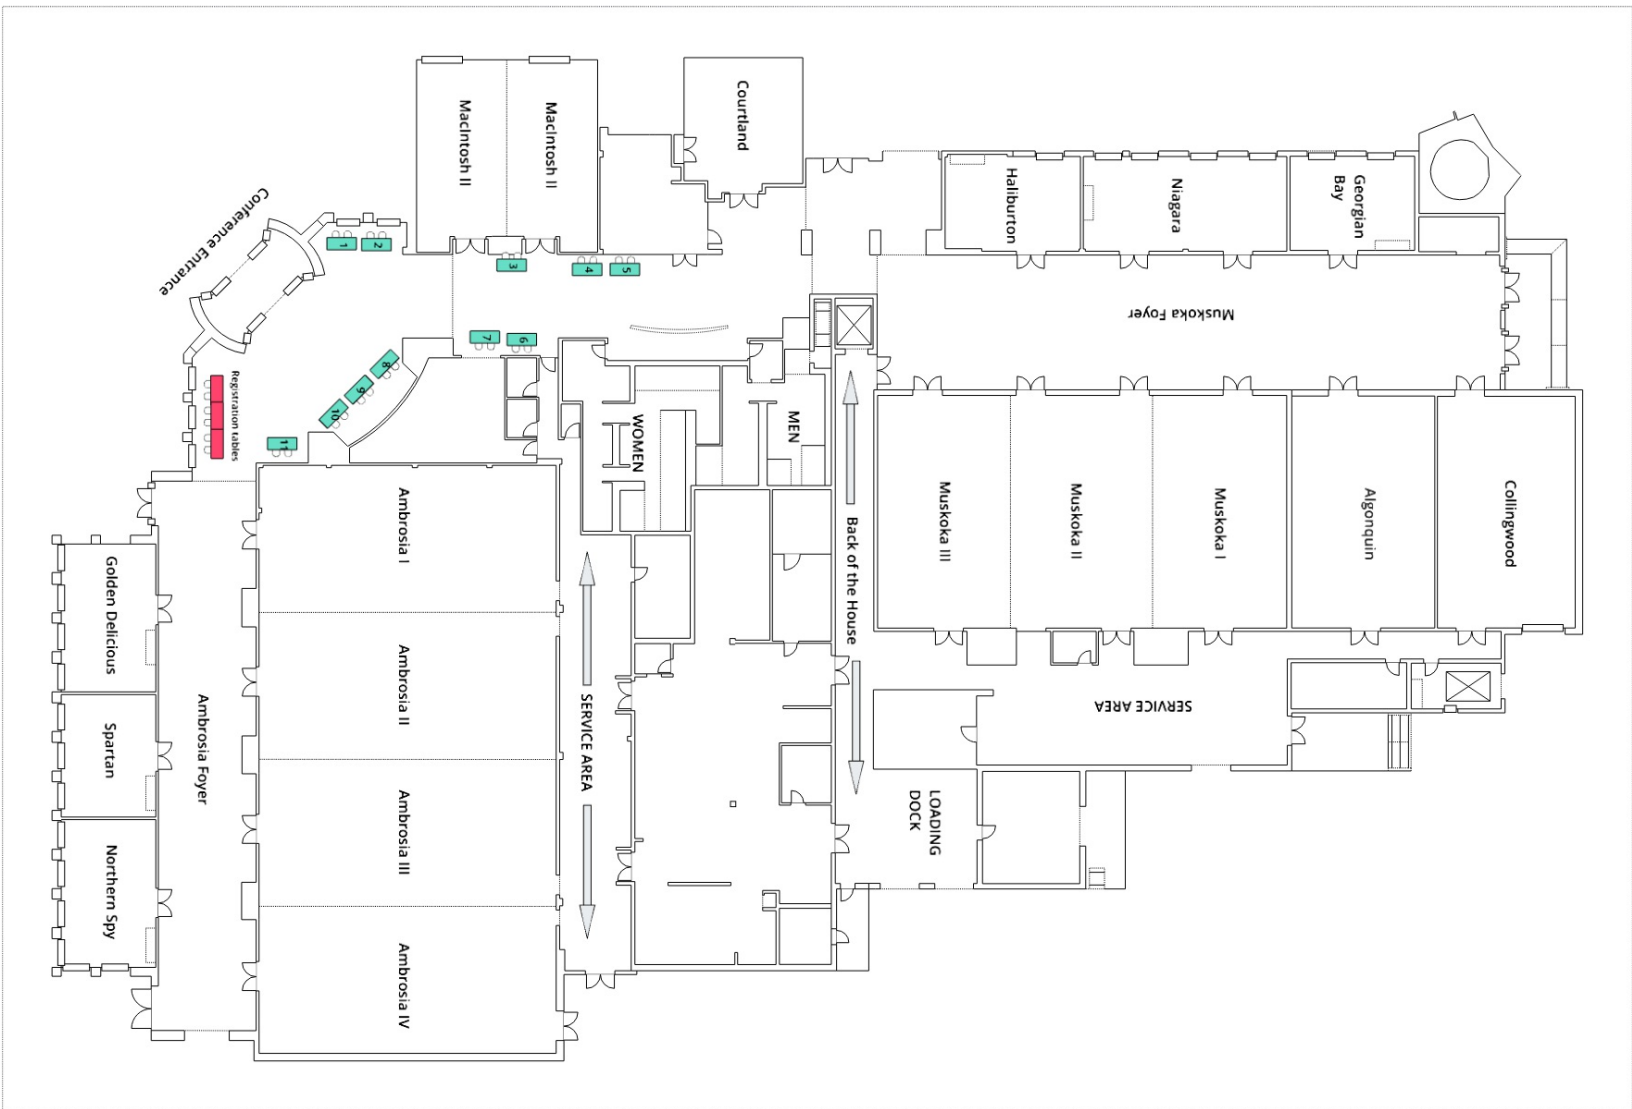 MacIntosh II
MacIntosh II
Courtland
Haliburton
Niagara
Georgian
Bay
Conference Entrance
1
2
3
4
5
Muskoka Foyer
7
6
8
9
10
11
Registration tables
WOMEN
MEN
Back of the House
Muskoka III
Muskoka II
Muskoka I
Algonquin
Collingwood
Ambrosia I
Ambrosia II
Ambrosia III
Ambrosia IV
Golden Delicious
Spartan
Northern Spy
Ambrosia Foyer
SERVICE AREA
SERVICE AREA
LOADING
DOCK